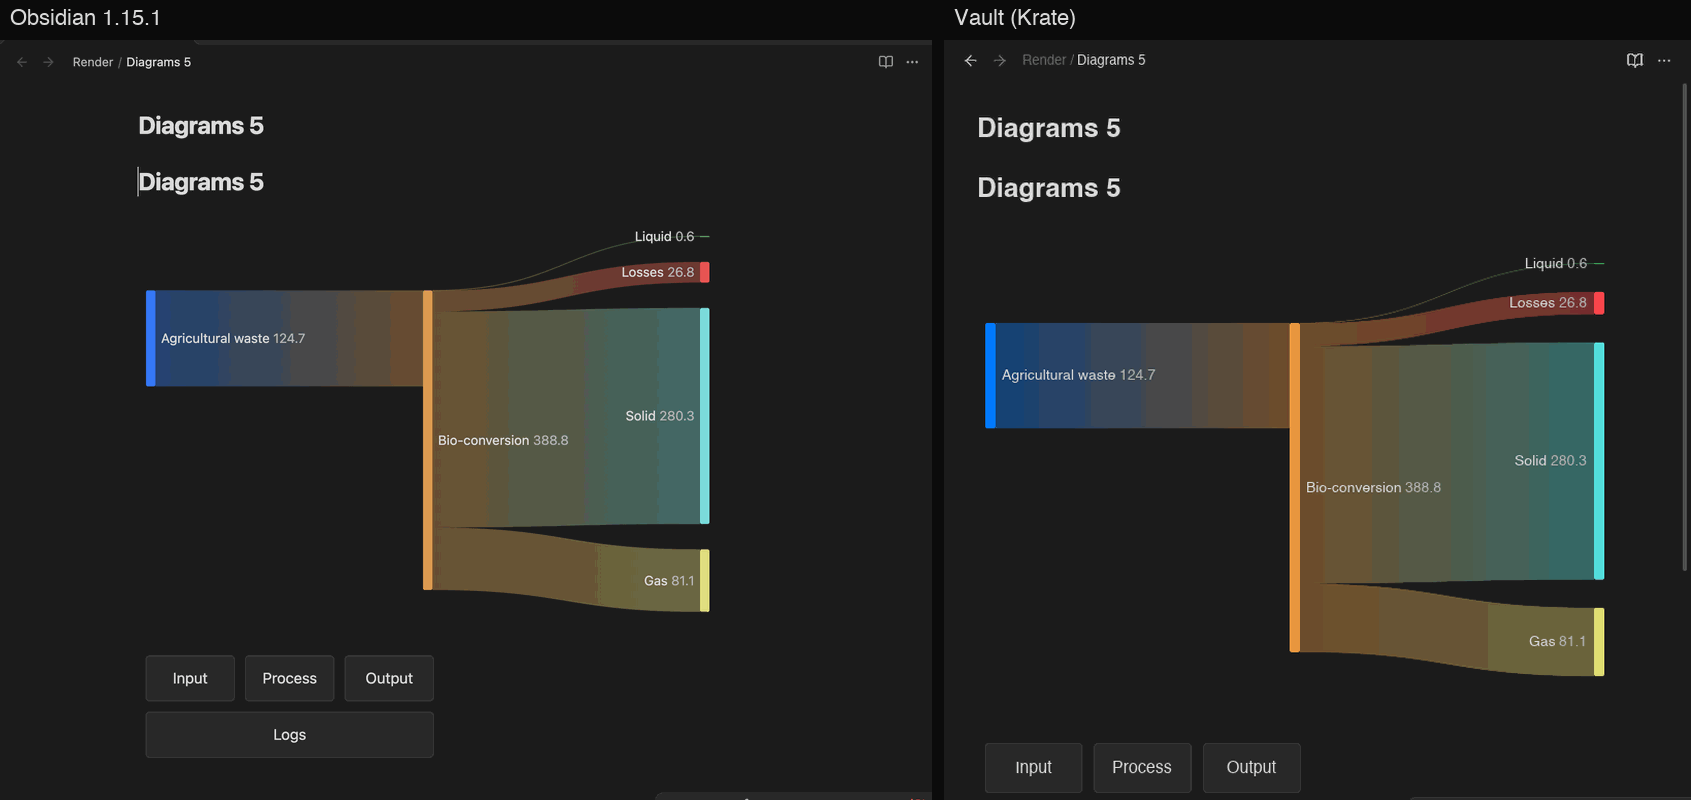 Obsidian 1.15.1
Render / Diagrams 5
Diagrams 5
Diagrams 5
Liquid 0.6
Losses 26.8
Agricultural waste 124.7
Solid 280.3
Bio-conversion 388.8
Gas 81.1
Input Process Output
Logs
Vault (Krate)
Render / Diagrams 5
Diagrams 5
Diagrams 5
Liquid 0.6
Losses 26.8
Agricultural waste 124.7
Solid 280.3
Bio-conversion 388.8
Gas 81.1
Input Process Output